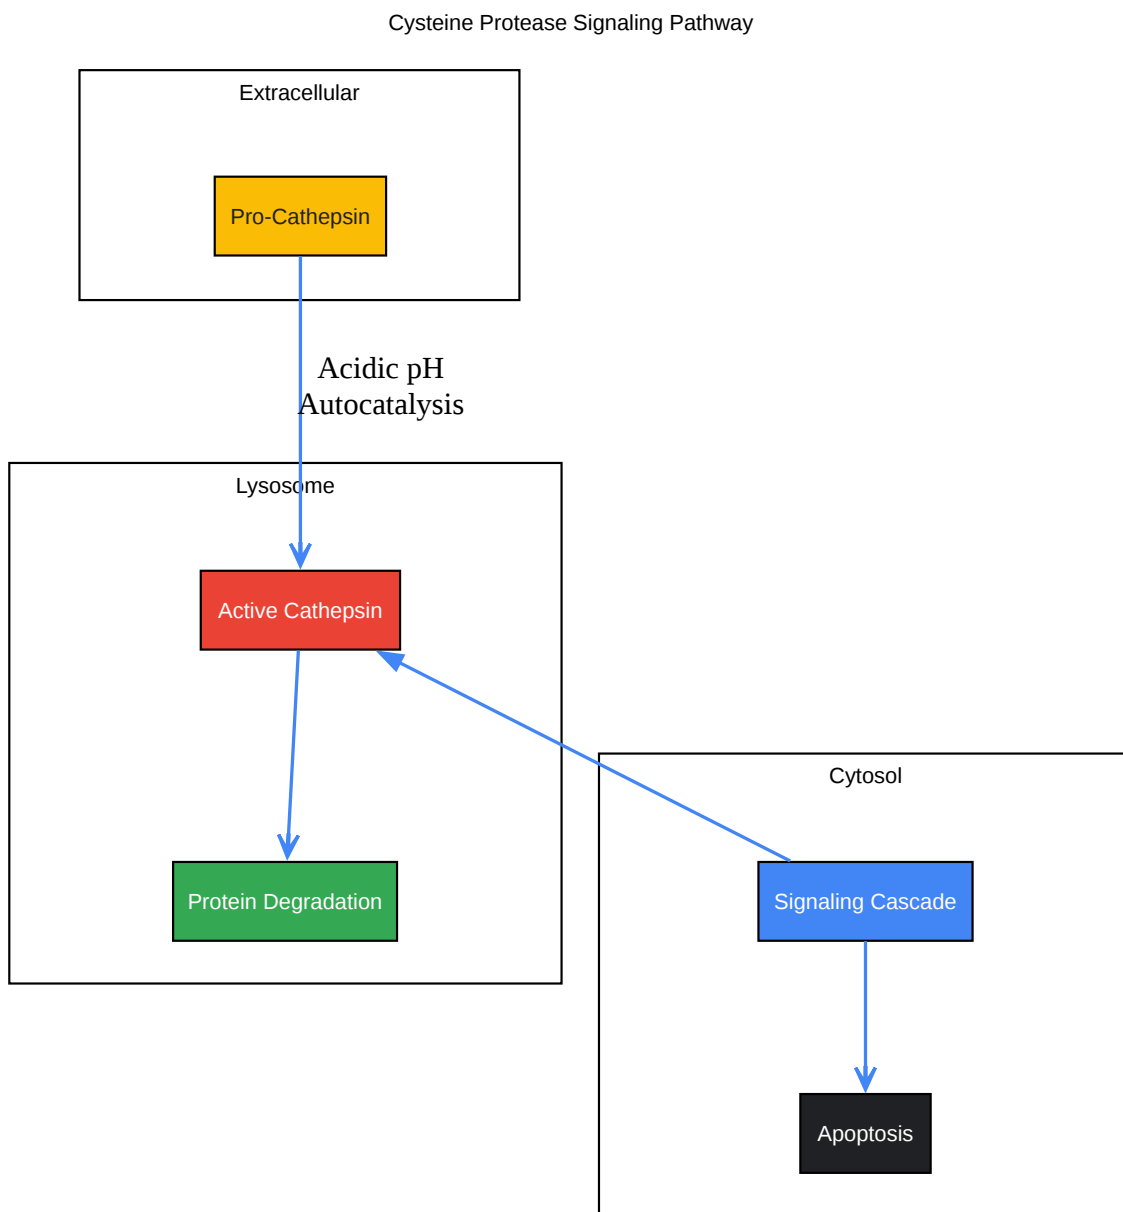 Cysteine Protease Signaling Pathway
Extracellular
Pro-Cathepsin
Acidic pH
Autocatalysis
Lysosome
Active Cathepsin
Cytosol
Protein Degradation
Signaling Cascade
Apoptosis